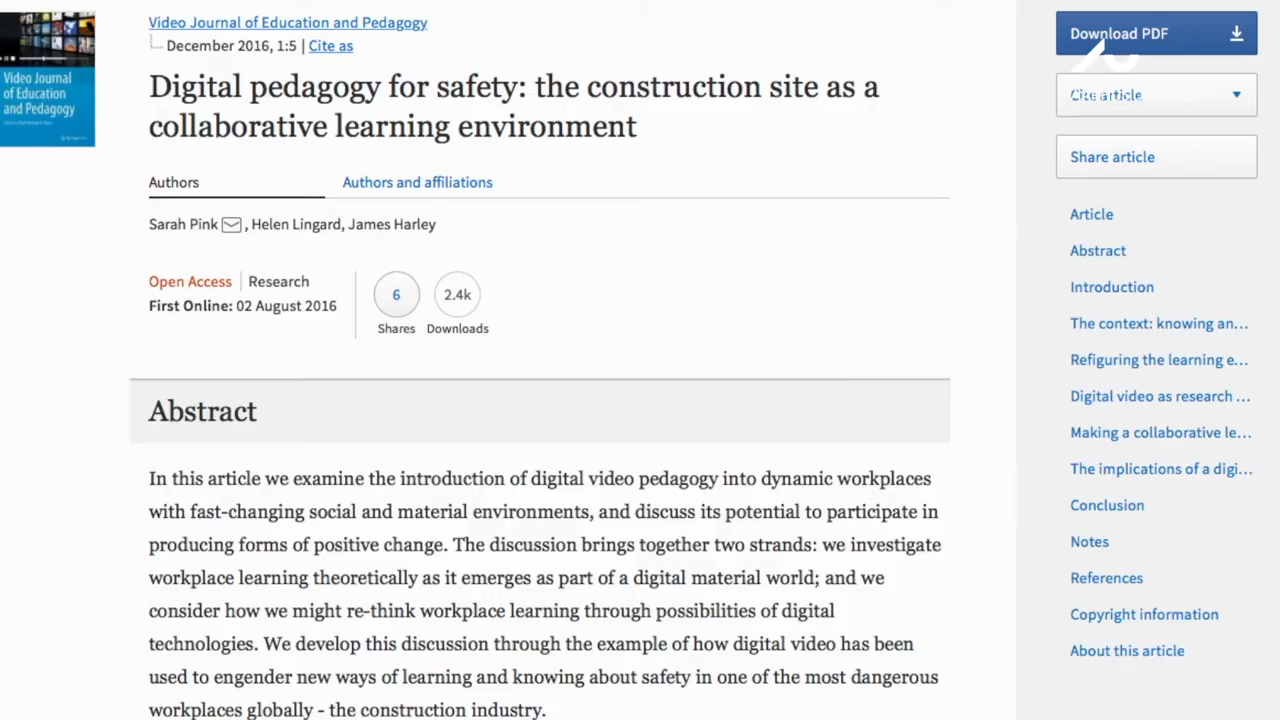 Video Journal of Education and Pedagogy
December 2016, 1:5 | Cite as
Digital pedagogy for safety: the construction site as a
collaborative learning environment
Authors
Authors and affiliations
Sarah Pink , Helen Lingard, James Harley
Open Access
Research
First Online: 02 August 2016
6
Shares
2.4k
Downloads
Abstract
In this article we examine the introduction of digital video pedagogy into dynamic workplaces
with fast-changing social and material environments, and discuss its potential to participate in
producing forms of positive change. The discussion brings together two strands: we investigate
workplace learning theoretically as it emerges as part of a digital material world; and we
consider how we might re-think workplace learning through possibilities of digital
technologies. We develop this discussion through the example of how digital video has been
used to engender new ways of learning and knowing about safety in one of the most dangerous
workplaces globally - the construction industry.
Video Journal
of Education
and Pedagogy
Download PDF
Cite article
Share article
Article
Abstract
Introduction
The context: knowing an...
Refiguring the learning e...
Digital video as research ...
Making a collaborative le...
The implications of a digi...
Conclusion
Notes
References
Copyright information
About this article